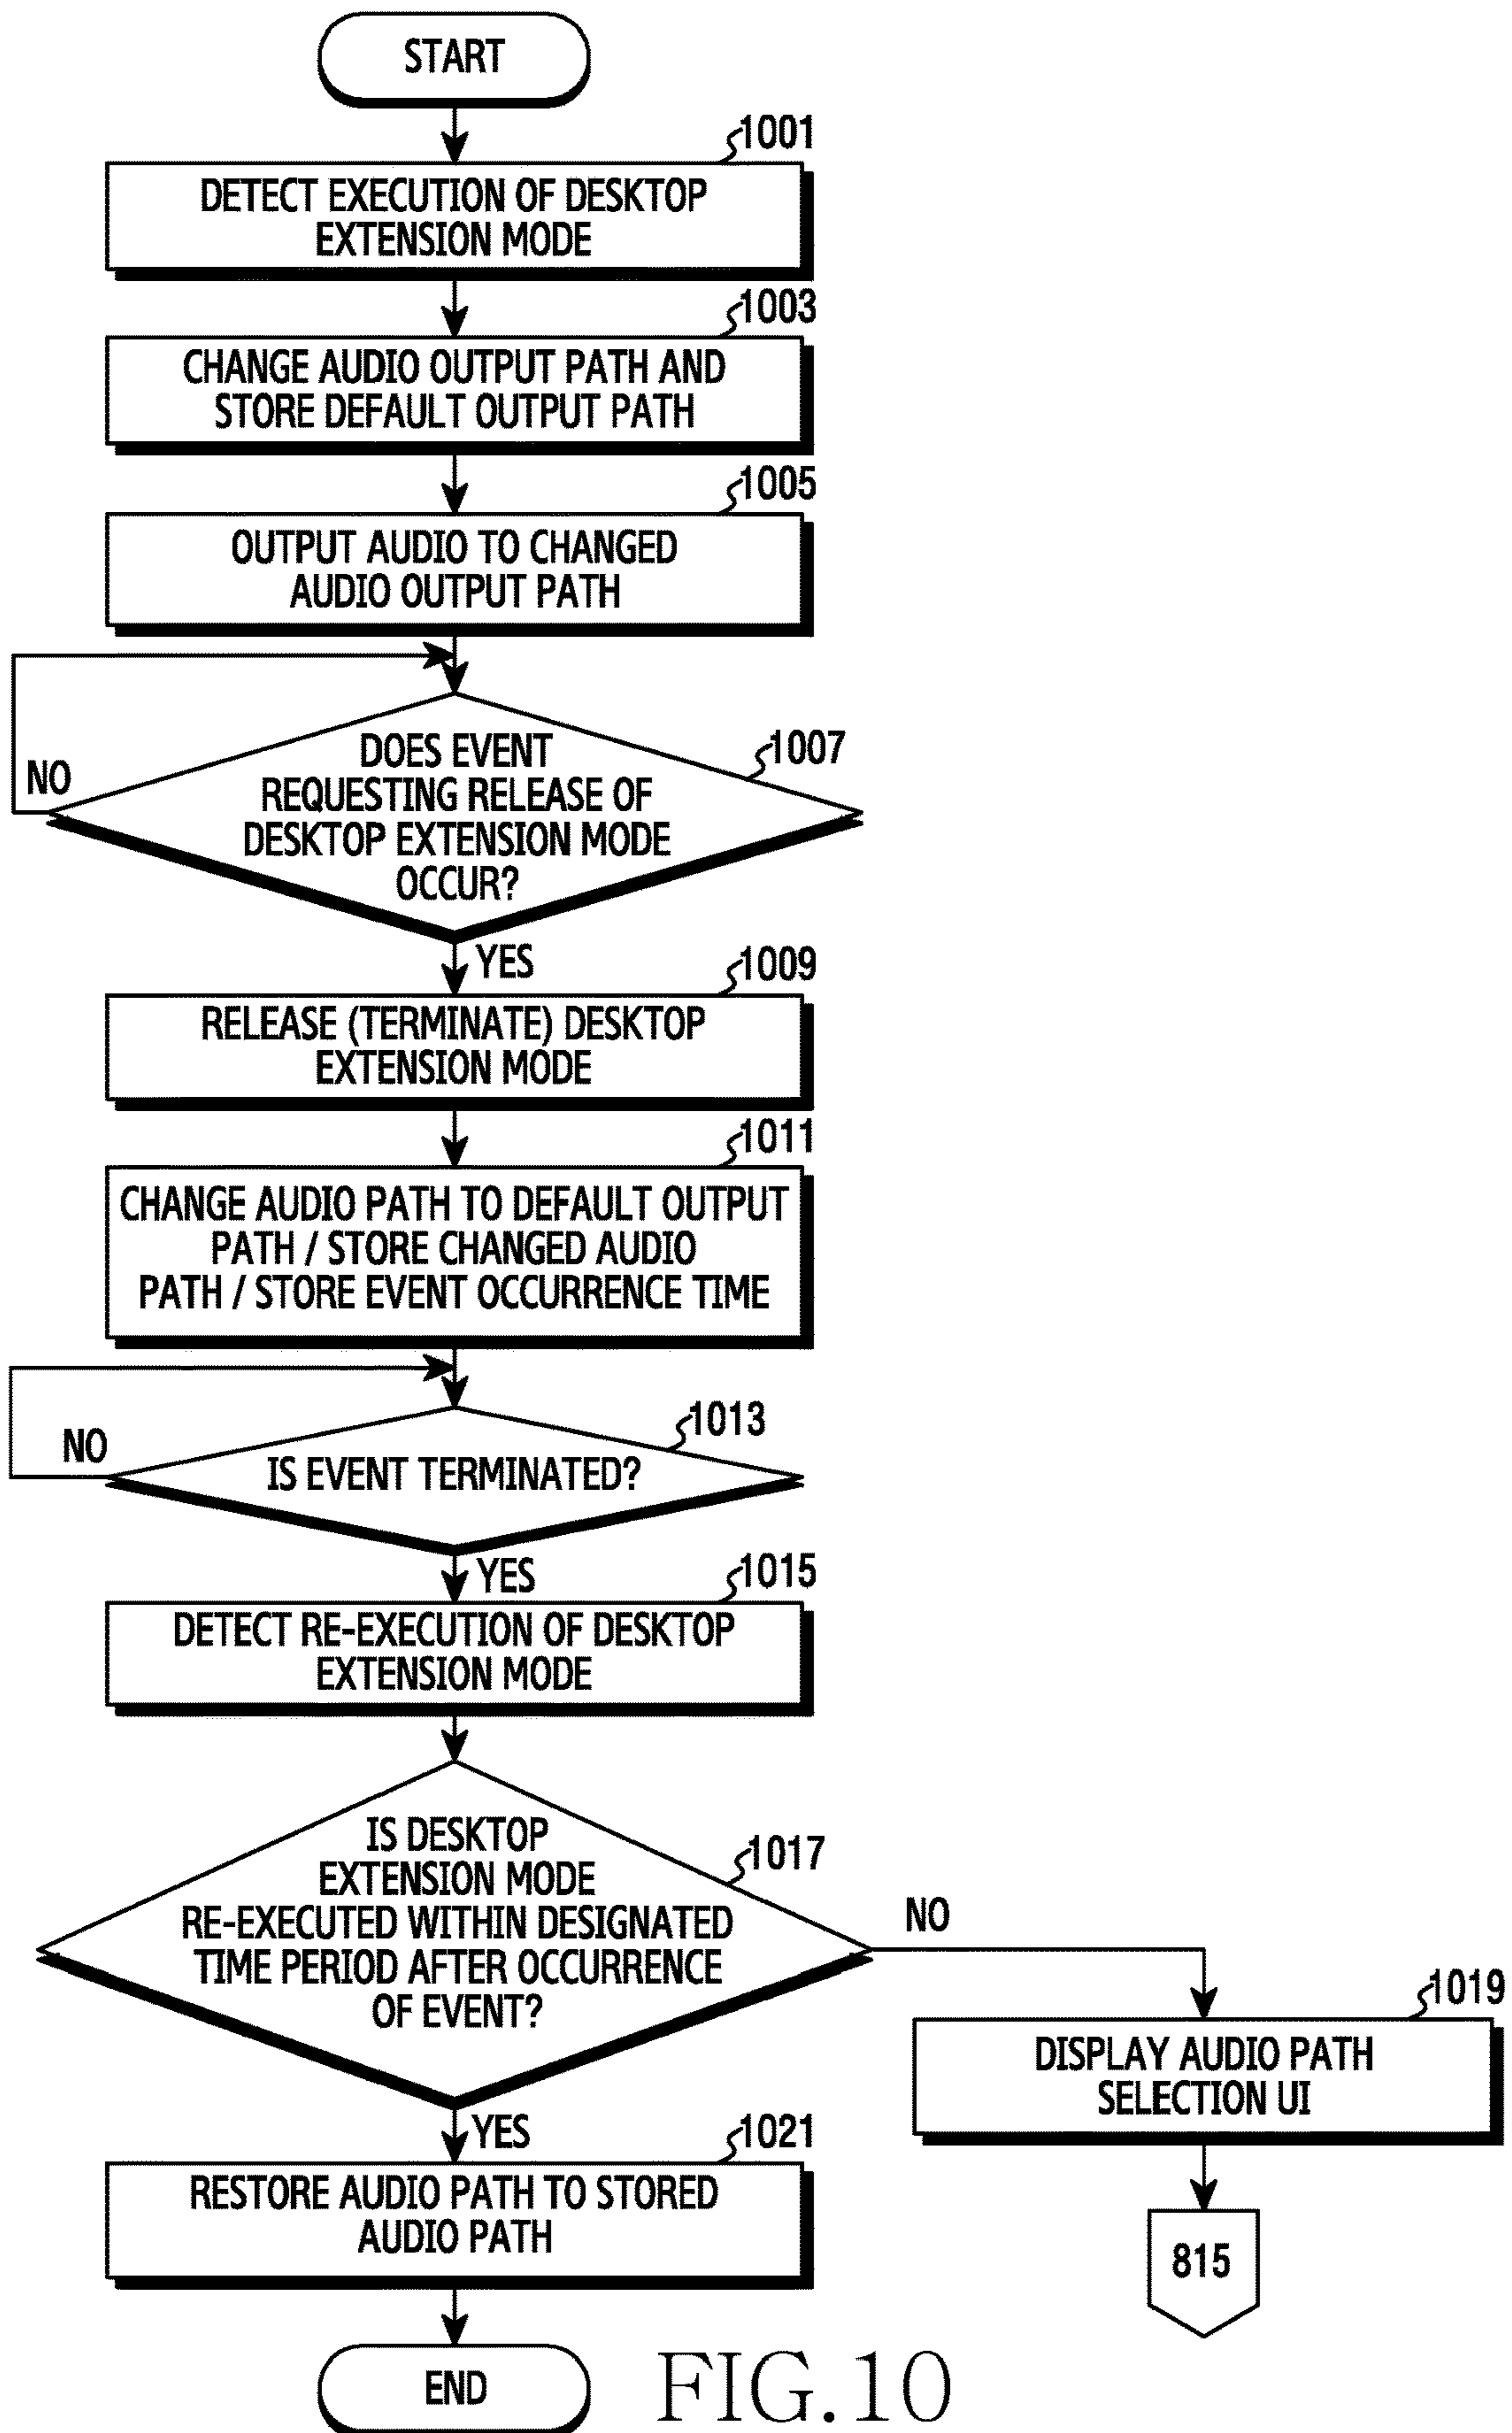 START
1001
DETECT EXECUTION OF DESKTOP
EXTENSION MODE
1003
CHANGE AUDIO OUTPUT PATH AND
STORE DEFAULT OUTPUT PATH
1005
OUTPUT AUDIO TO CHANGED
AUDIO OUTPUT PATH
1007
DOES EVENT
REQUESTING RELEASE OF
DESKTOP EXTENSION MODE
OCCUR?
NO
YES
1009
RELEASE (TERMINATE) DESKTOP
EXTENSION MODE
1011
CHANGE AUDIO PATH TO DEFAULT OUTPUT
PATH / STORE CHANGED AUDIO
PATH / STORE EVENT OCCURRENCE TIME
1013
NO
IS EVENT TERMINATED?
YES
1015
DETECT RE-EXECUTION OF DESKTOP
EXTENSION MODE
1017
IS DESKTOP
EXTENSION MODE
RE-EXECUTED WITHIN DESIGNATED
TIME PERIOD AFTER OCCURRENCE
OF EVENT?
NO
1019
DISPLAY AUDIO PATH
SELECTION UI
815
YES
1021
RESTORE AUDIO PATH TO STORED
AUDIO PATH
END
FIG.10